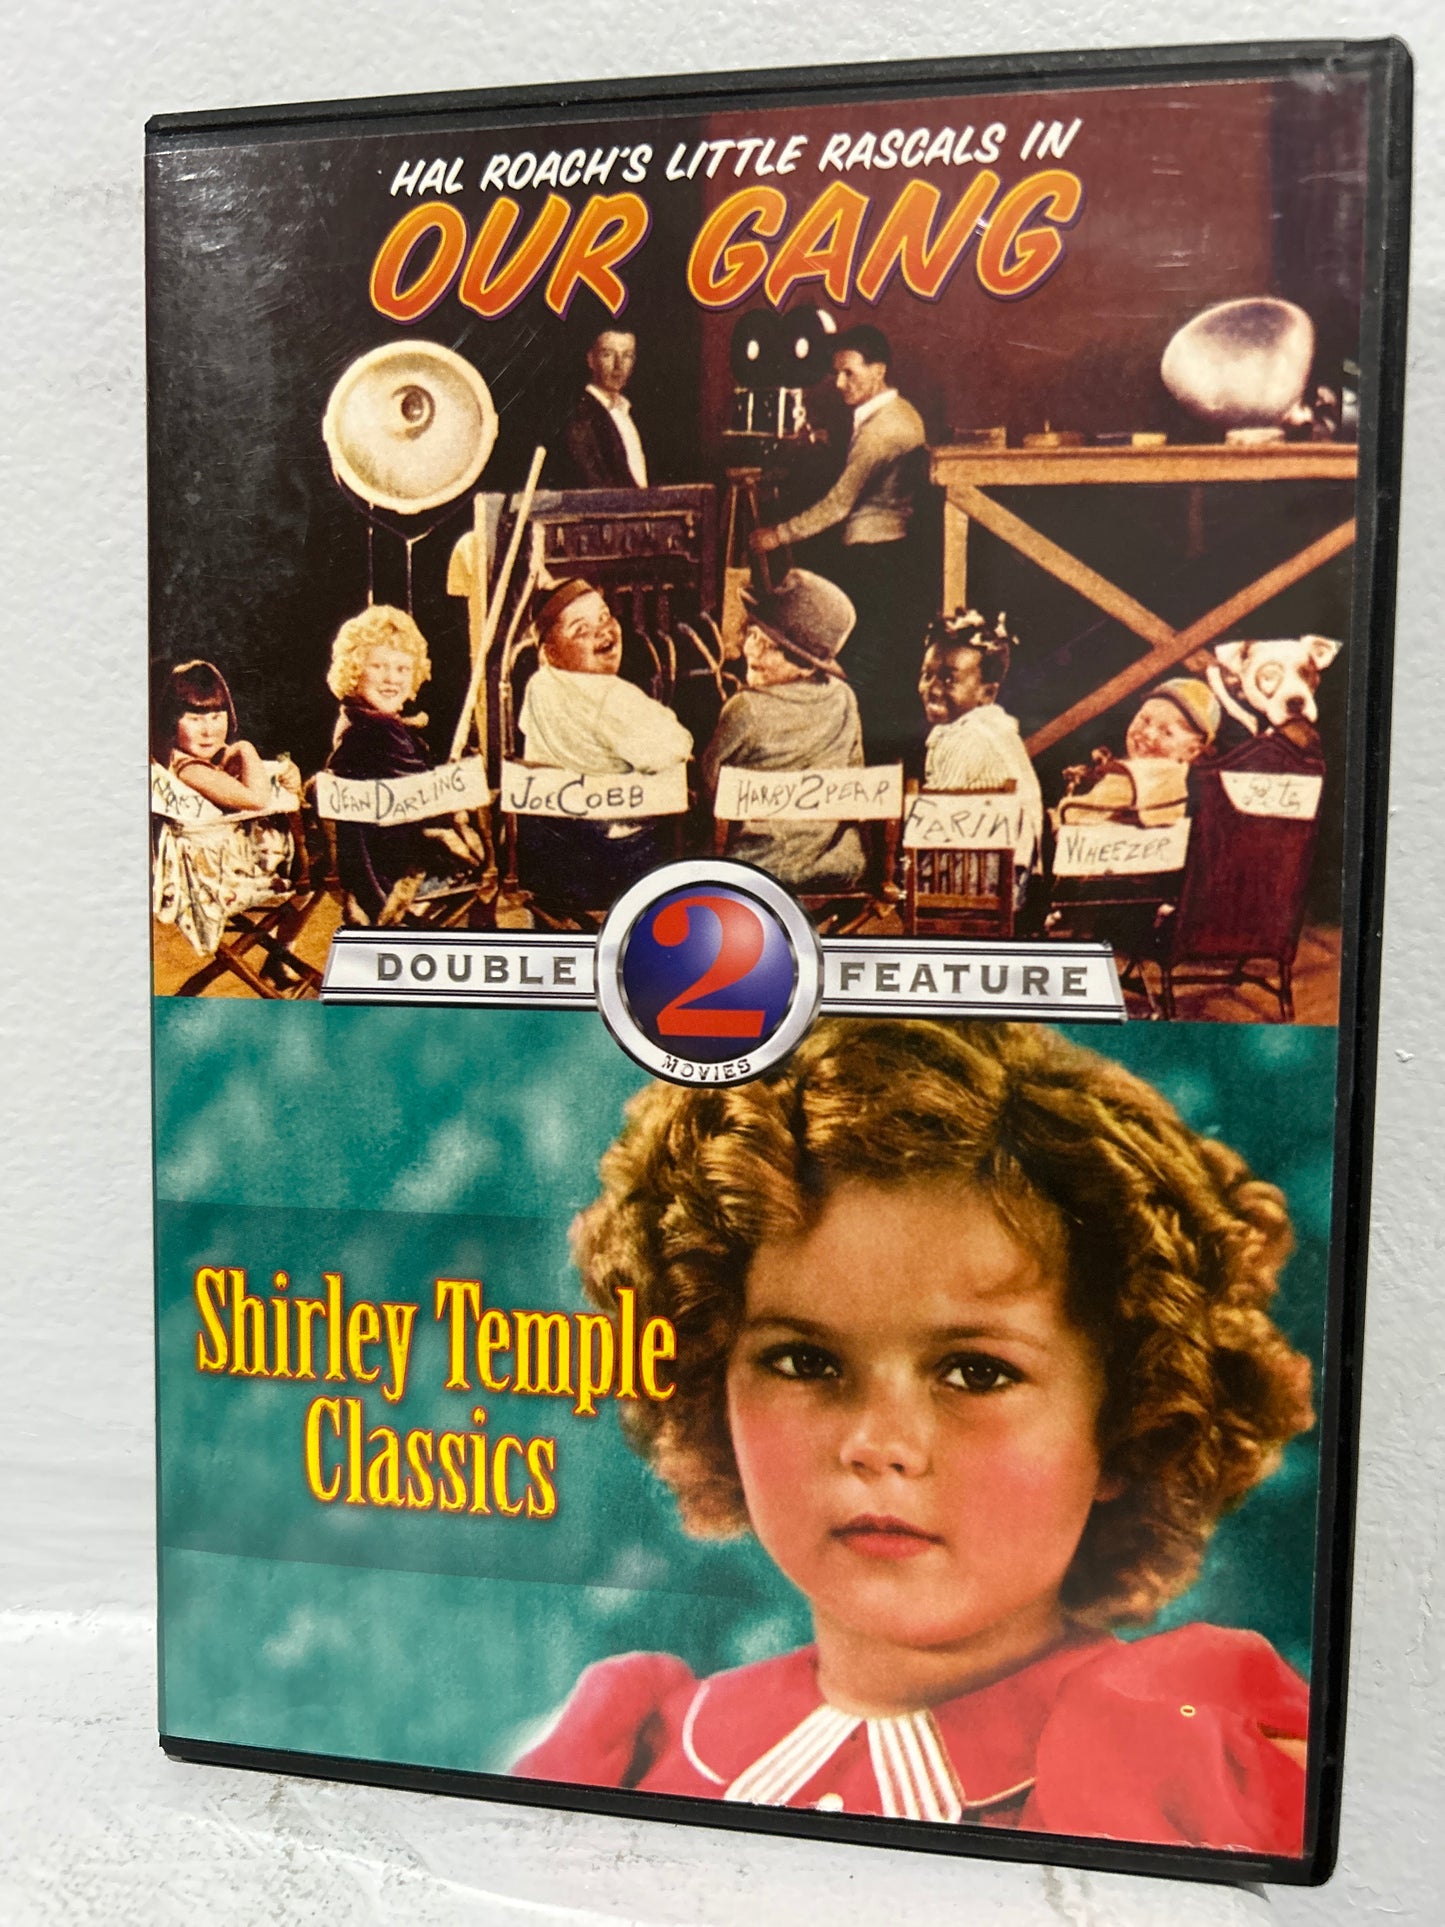 HAL ROACH'S LITTLE RASCALS IN
OUR GANG
JEAN DARLING
JOE COBB
HARRY SPEAR
FARINA
WHEEZER
DOUBLE 2 FEATURE
MOVIES
Shirley Temple
Classics